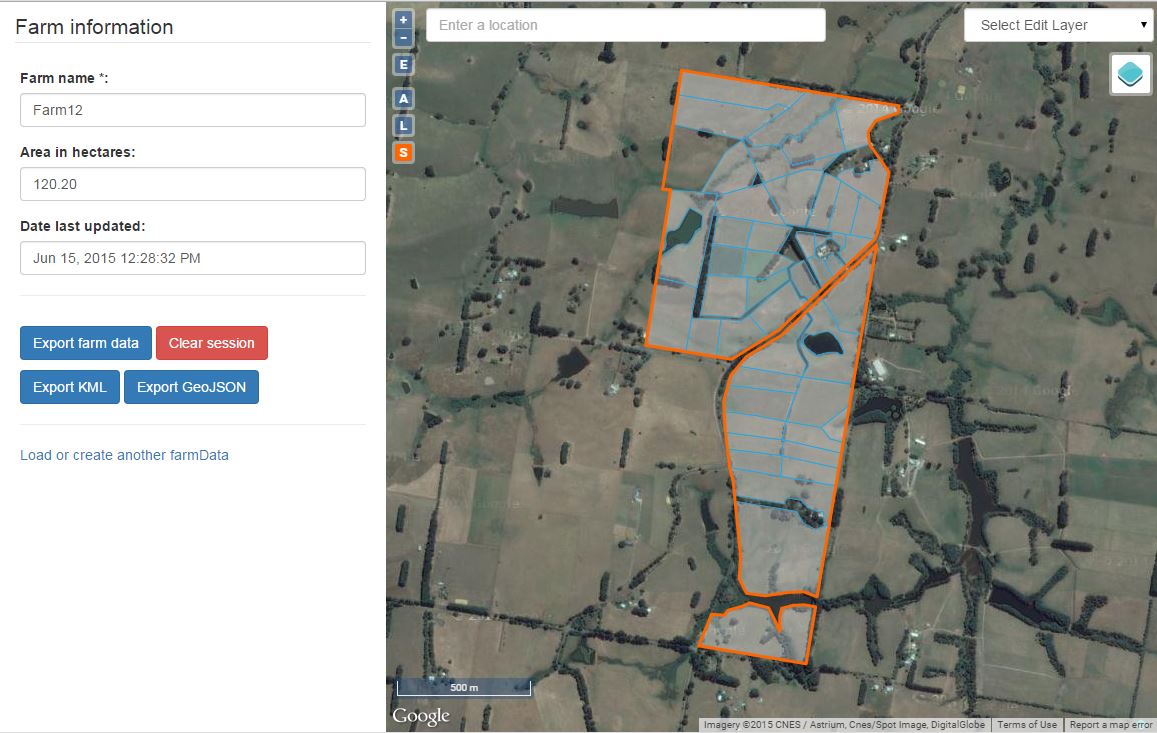 Farm information
Farm name *:
Farm12
Area in hectares:
120.20
Date last updated:
Jun 15, 2015 12:28:32 PM
Export farm data Clear session
Export KML Export GeoJSON
Load or create another farmData
+
−
E
A
L
S
Enter a location
Select Edit Layer
500 m
Google
Imagery ©2015 CNES / Astrium, Cnes/Spot Image, DigitalGlobe Terms of Use Report a map error